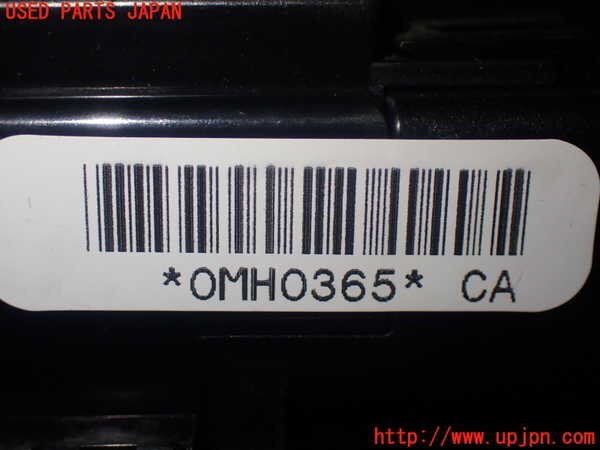 USED PARTS JAPAN
*0MH0365* CA
http://www.upjpn.com/